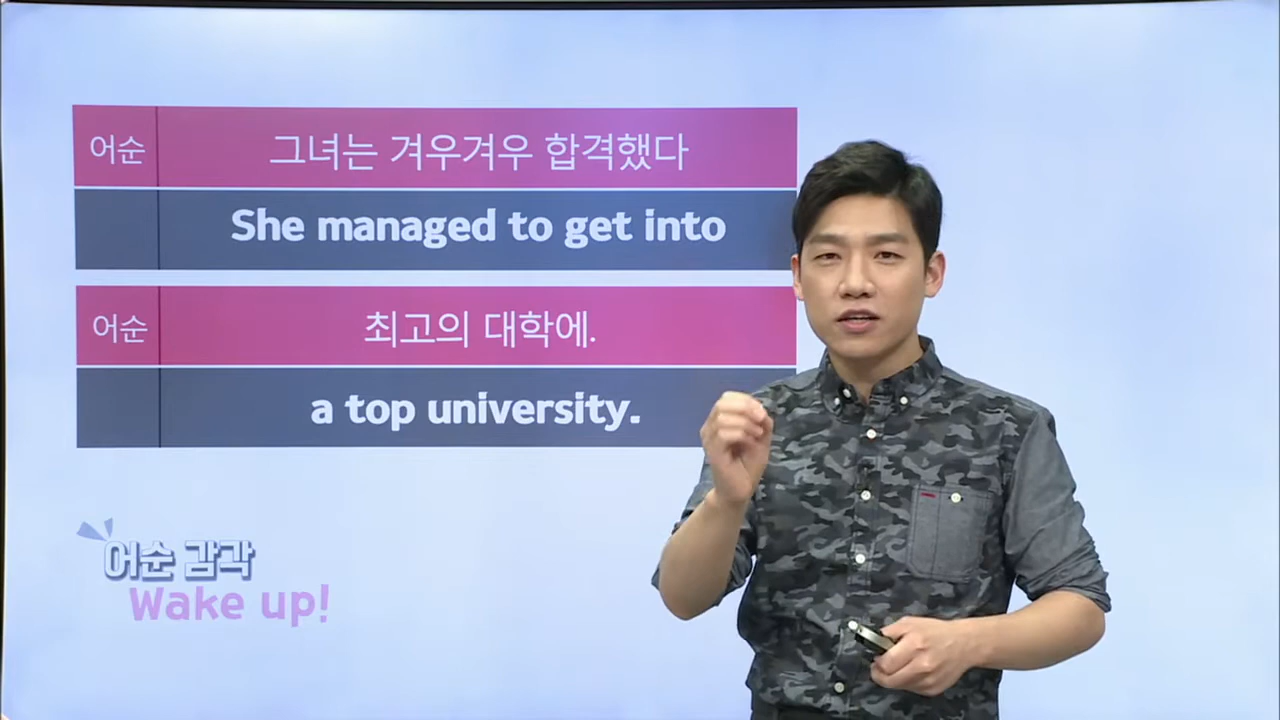 어순 그녀는 겨우겨우 합격했다
She managed to get into
어순 최고의 대학에.
a top university.
어순 감각
Wake up!